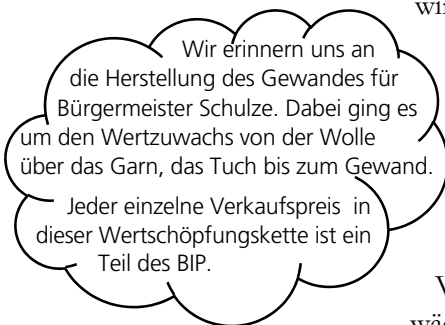 Wir erinnern uns an
die Herstellung des Gewandes für
Bürgermeister Schulze. Dabei ging es
um den Wertzuwachs von der Wolle
über das Garn, das Tuch bis zum Gewand.
Jeder einzelne Verkaufspreis in
dieser Wertschöpfungskette ist ein
Teil des BIP.